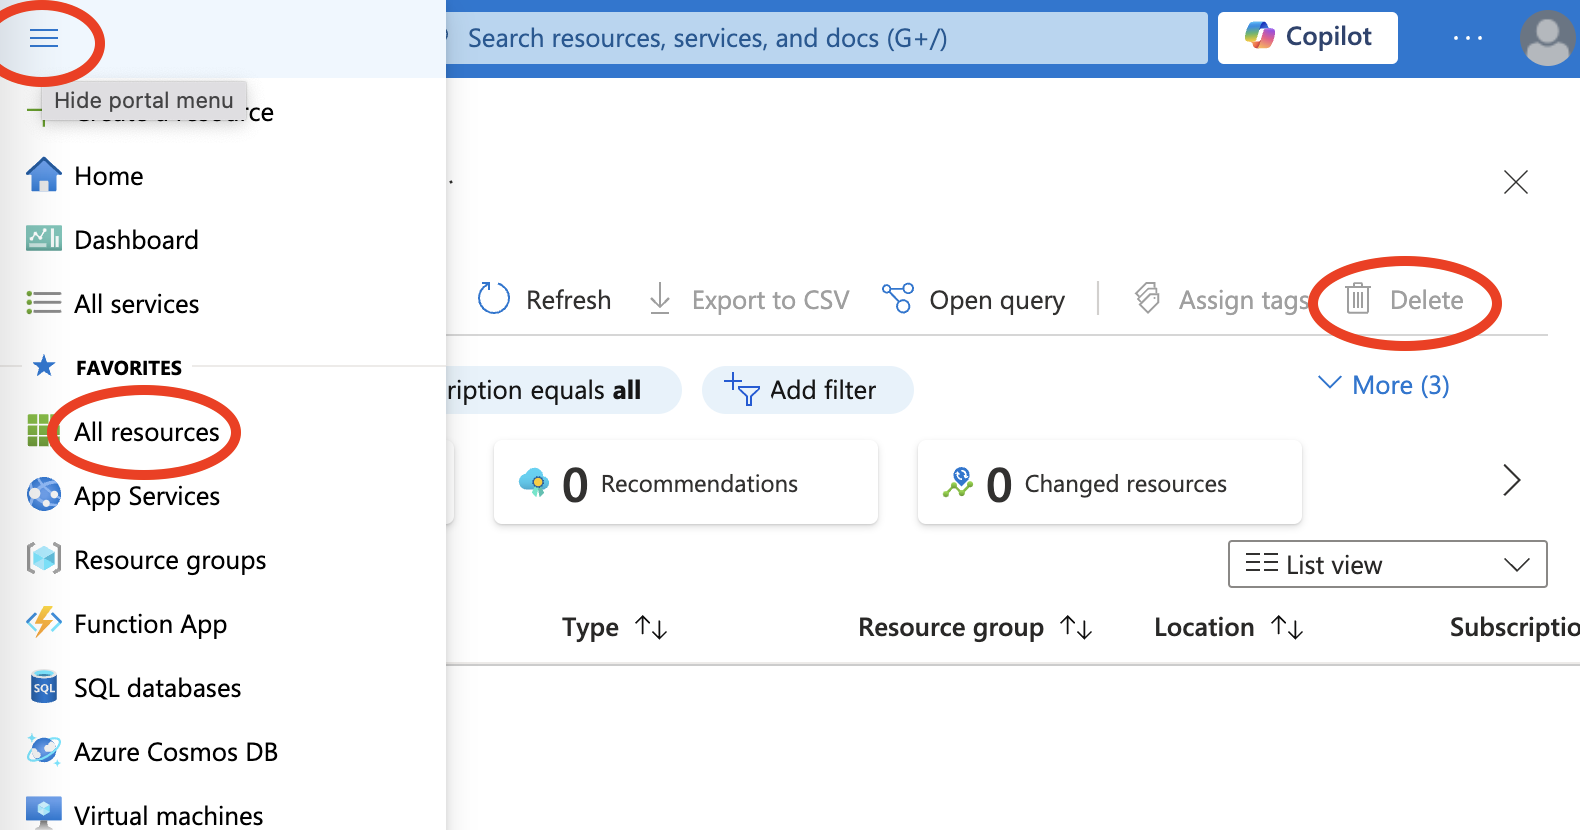 Search resources, services, and docs (G+/)
Copilot
Hide portal menu
Create a resource
Home
Dashboard
All services
FAVORITES
All resources
App Services
Resource groups
Function App
SQL databases
Azure Cosmos DB
Virtual machines
Refresh
Export to CSV
Open query
Assign tags
Delete
ription equals all
Add filter
More (3)
0 Recommendations
0 Changed resources
List view
Type
Resource group
Location
Subscriptio